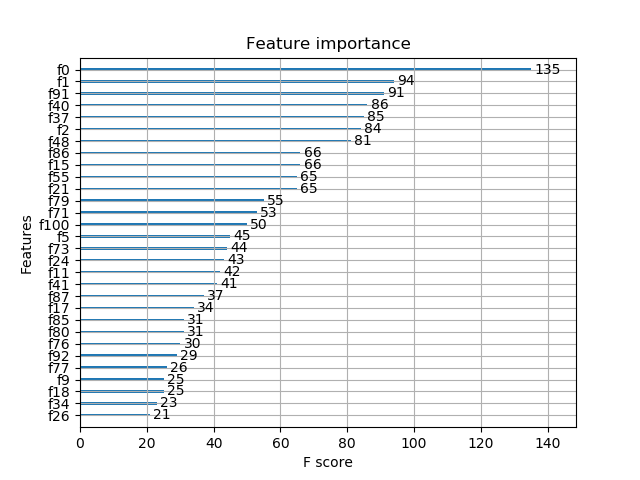 Feature importance
Features
f0 135
f1 94
f91 91
f40 86
f37 85
f2 84
f48 81
f86 66
f15 66
f55 65
f21 65
f79 55
f71 53
f100 50
f5 45
f73 44
f24 43
f11 42
f41 41
f87 37
f17 34
f85 31
f80 31
f76 30
f92 29
f77 26
f9 25
f18 25
f34 23
f26 21
0 20 40 60 80 100 120 140
F score